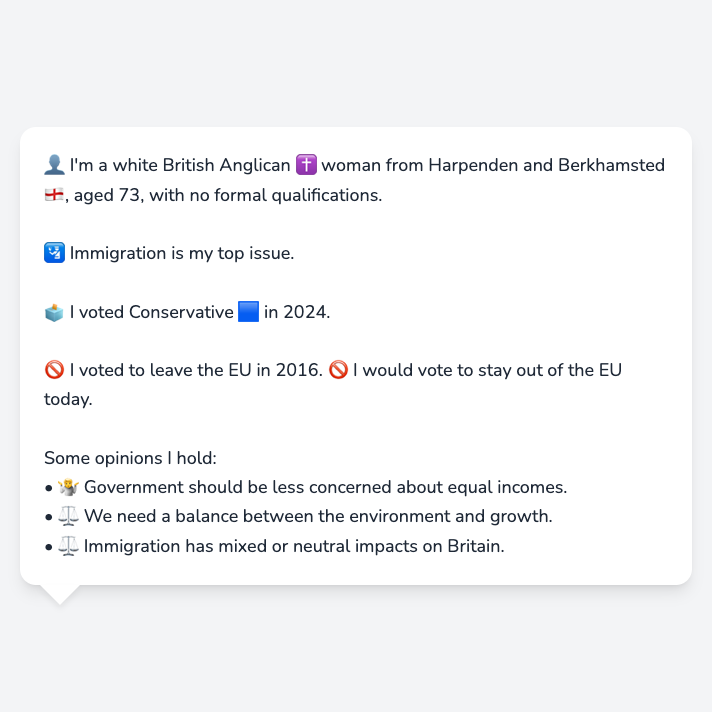 👤 I'm a white British Anglican ✝️ woman from Harpenden and Berkhamsted
🏴󠁧󠁢󠁥󠁮󠁧󠁿, aged 73, with no formal qualifications.
🛂 Immigration is my top issue.
🗳️ I voted Conservative 🟦 in 2024.
🚫 I voted to leave the EU in 2016. 🚫 I would vote to stay out of the EU
today.
Some opinions I hold:
• 🤷 Government should be less concerned about equal incomes.
• ⚖️ We need a balance between the environment and growth.
• ⚖️ Immigration has mixed or neutral impacts on Britain.